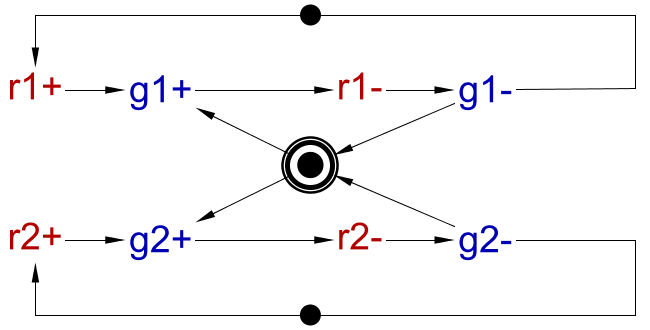 r1+ g1+ r1- g1-
r2+ g2+ r2- g2-